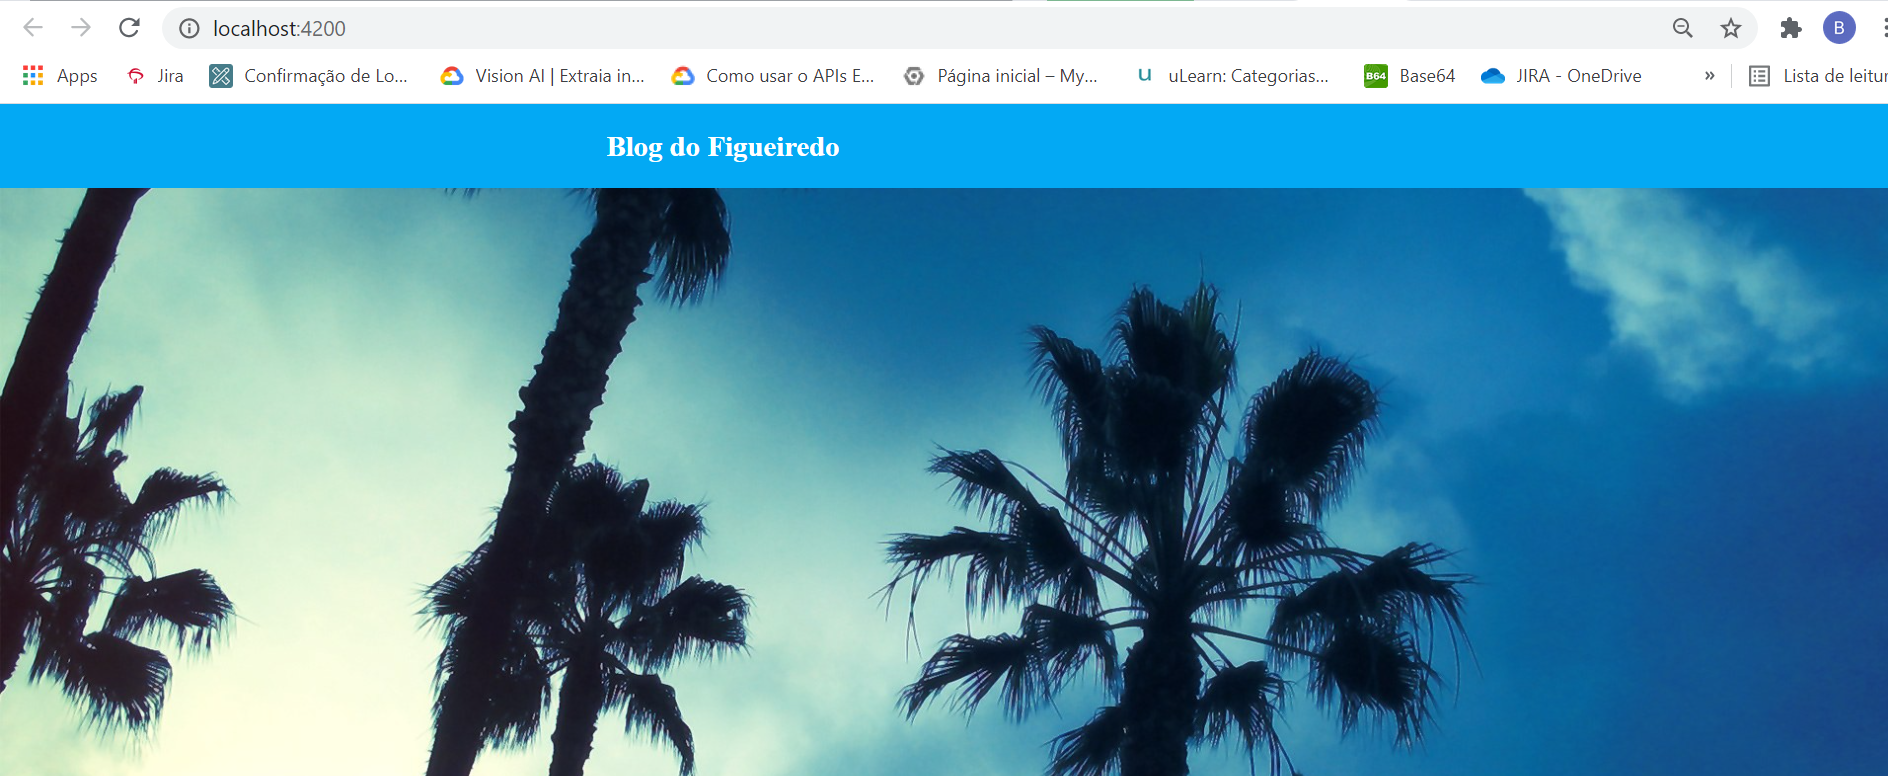 localhost:4200
B
Apps Jira Confirmação de Lo... Vision AI | Extraia in... Como usar o APIs E... Página inicial – My... u uLearn: Categorias... B64 Base64 JIRA - OneDrive » Lista de leitur
Blog do Figueiredo